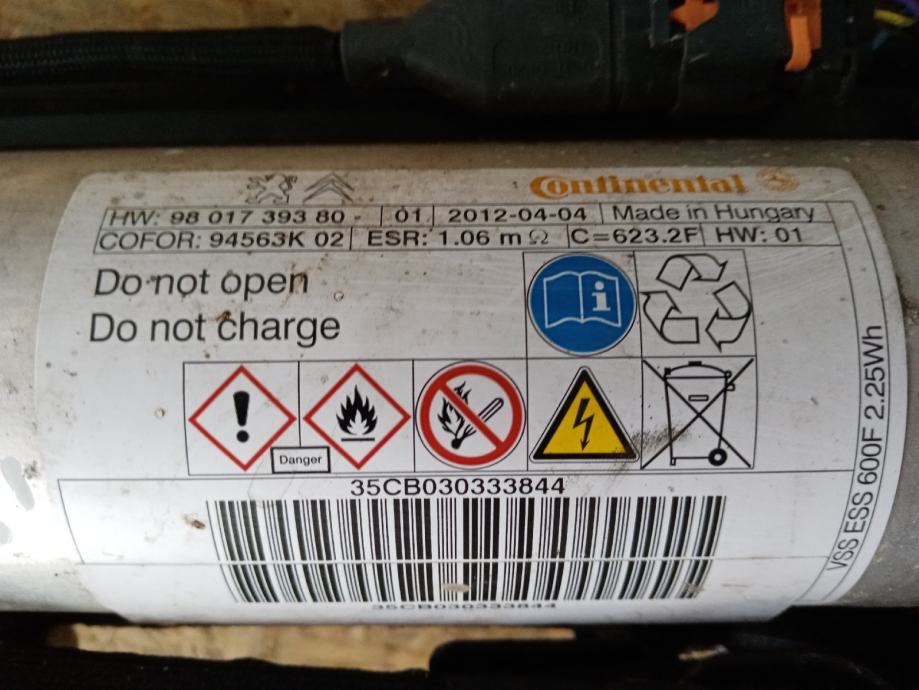 Continental
HW: 98 017 393 80 - 01 2012-04-04 Made in Hungary
COFOR: 94563K 02 ESR: 1.06 m Ω C=623.2F HW: 01
Do not open
Do not charge
Danger
VSS ESS 600F 2.25Wh
35CB030333844
35CB030333844